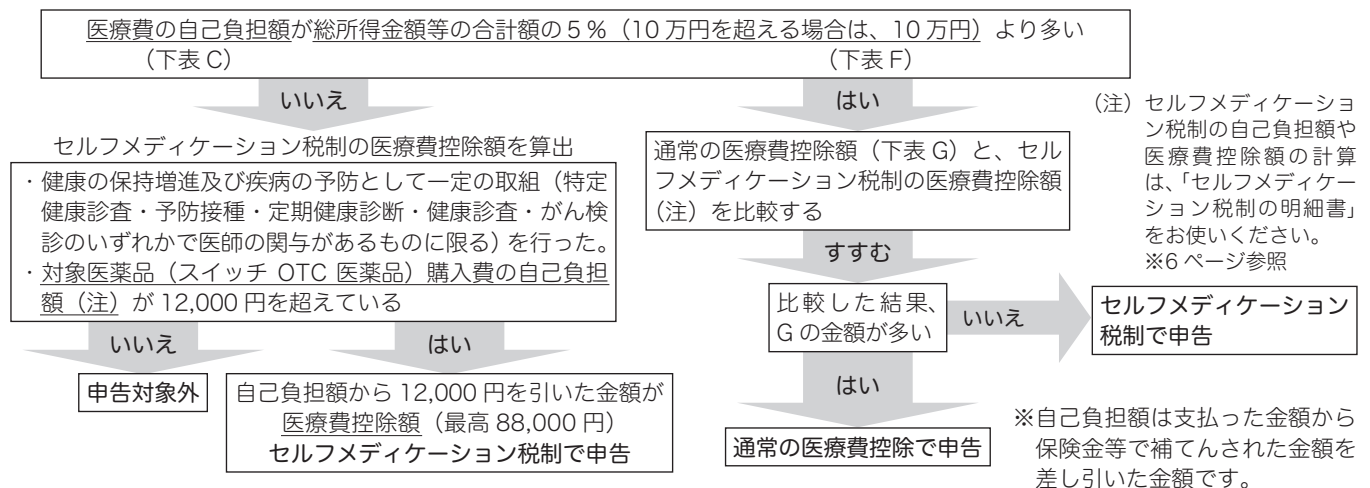 医療費の自己負担額が総所得金額等の合計額の5%(10万円を超える場合は、10万円)より多い
(下表C)
(下表F)
いいえ
はい
セルフメディケーション税制の医療費控除額を算出
・健康の保持増進及び疾病の予防として一定の取組(特定
健康診査・予防接種・定期健康診断・健康診査・がん検
診のいずれかで医師の関与があるものに限る)を行った。
・対象医薬品(スイッチ OTC 医薬品)購入費の自己負担
額(注)が 12,000 円を超えている
いいえ
はい
申告対象外
自己負担額から 12,000 円を引いた金額が
医療費控除額(最高 88,000 円)
セルフメディケーション税制で申告
通常の医療費控除額(下表G)と、セル
フメディケーション税制の医療費控除額
(注)を比較する
すすむ
比較した結果、
Gの金額が多い
いいえ
セルフメディケーション
税制で申告
はい
通常の医療費控除で申告
(注)セルフメディケーショ
ン税制の自己負担額や
医療費控除額の計算
は、「セルフメディケー
ション税制の明細書」
をお使いください。
※6 ページ参照
※自己負担額は支払った金額から
保険金等で補てんされた金額を
差し引いた金額です。